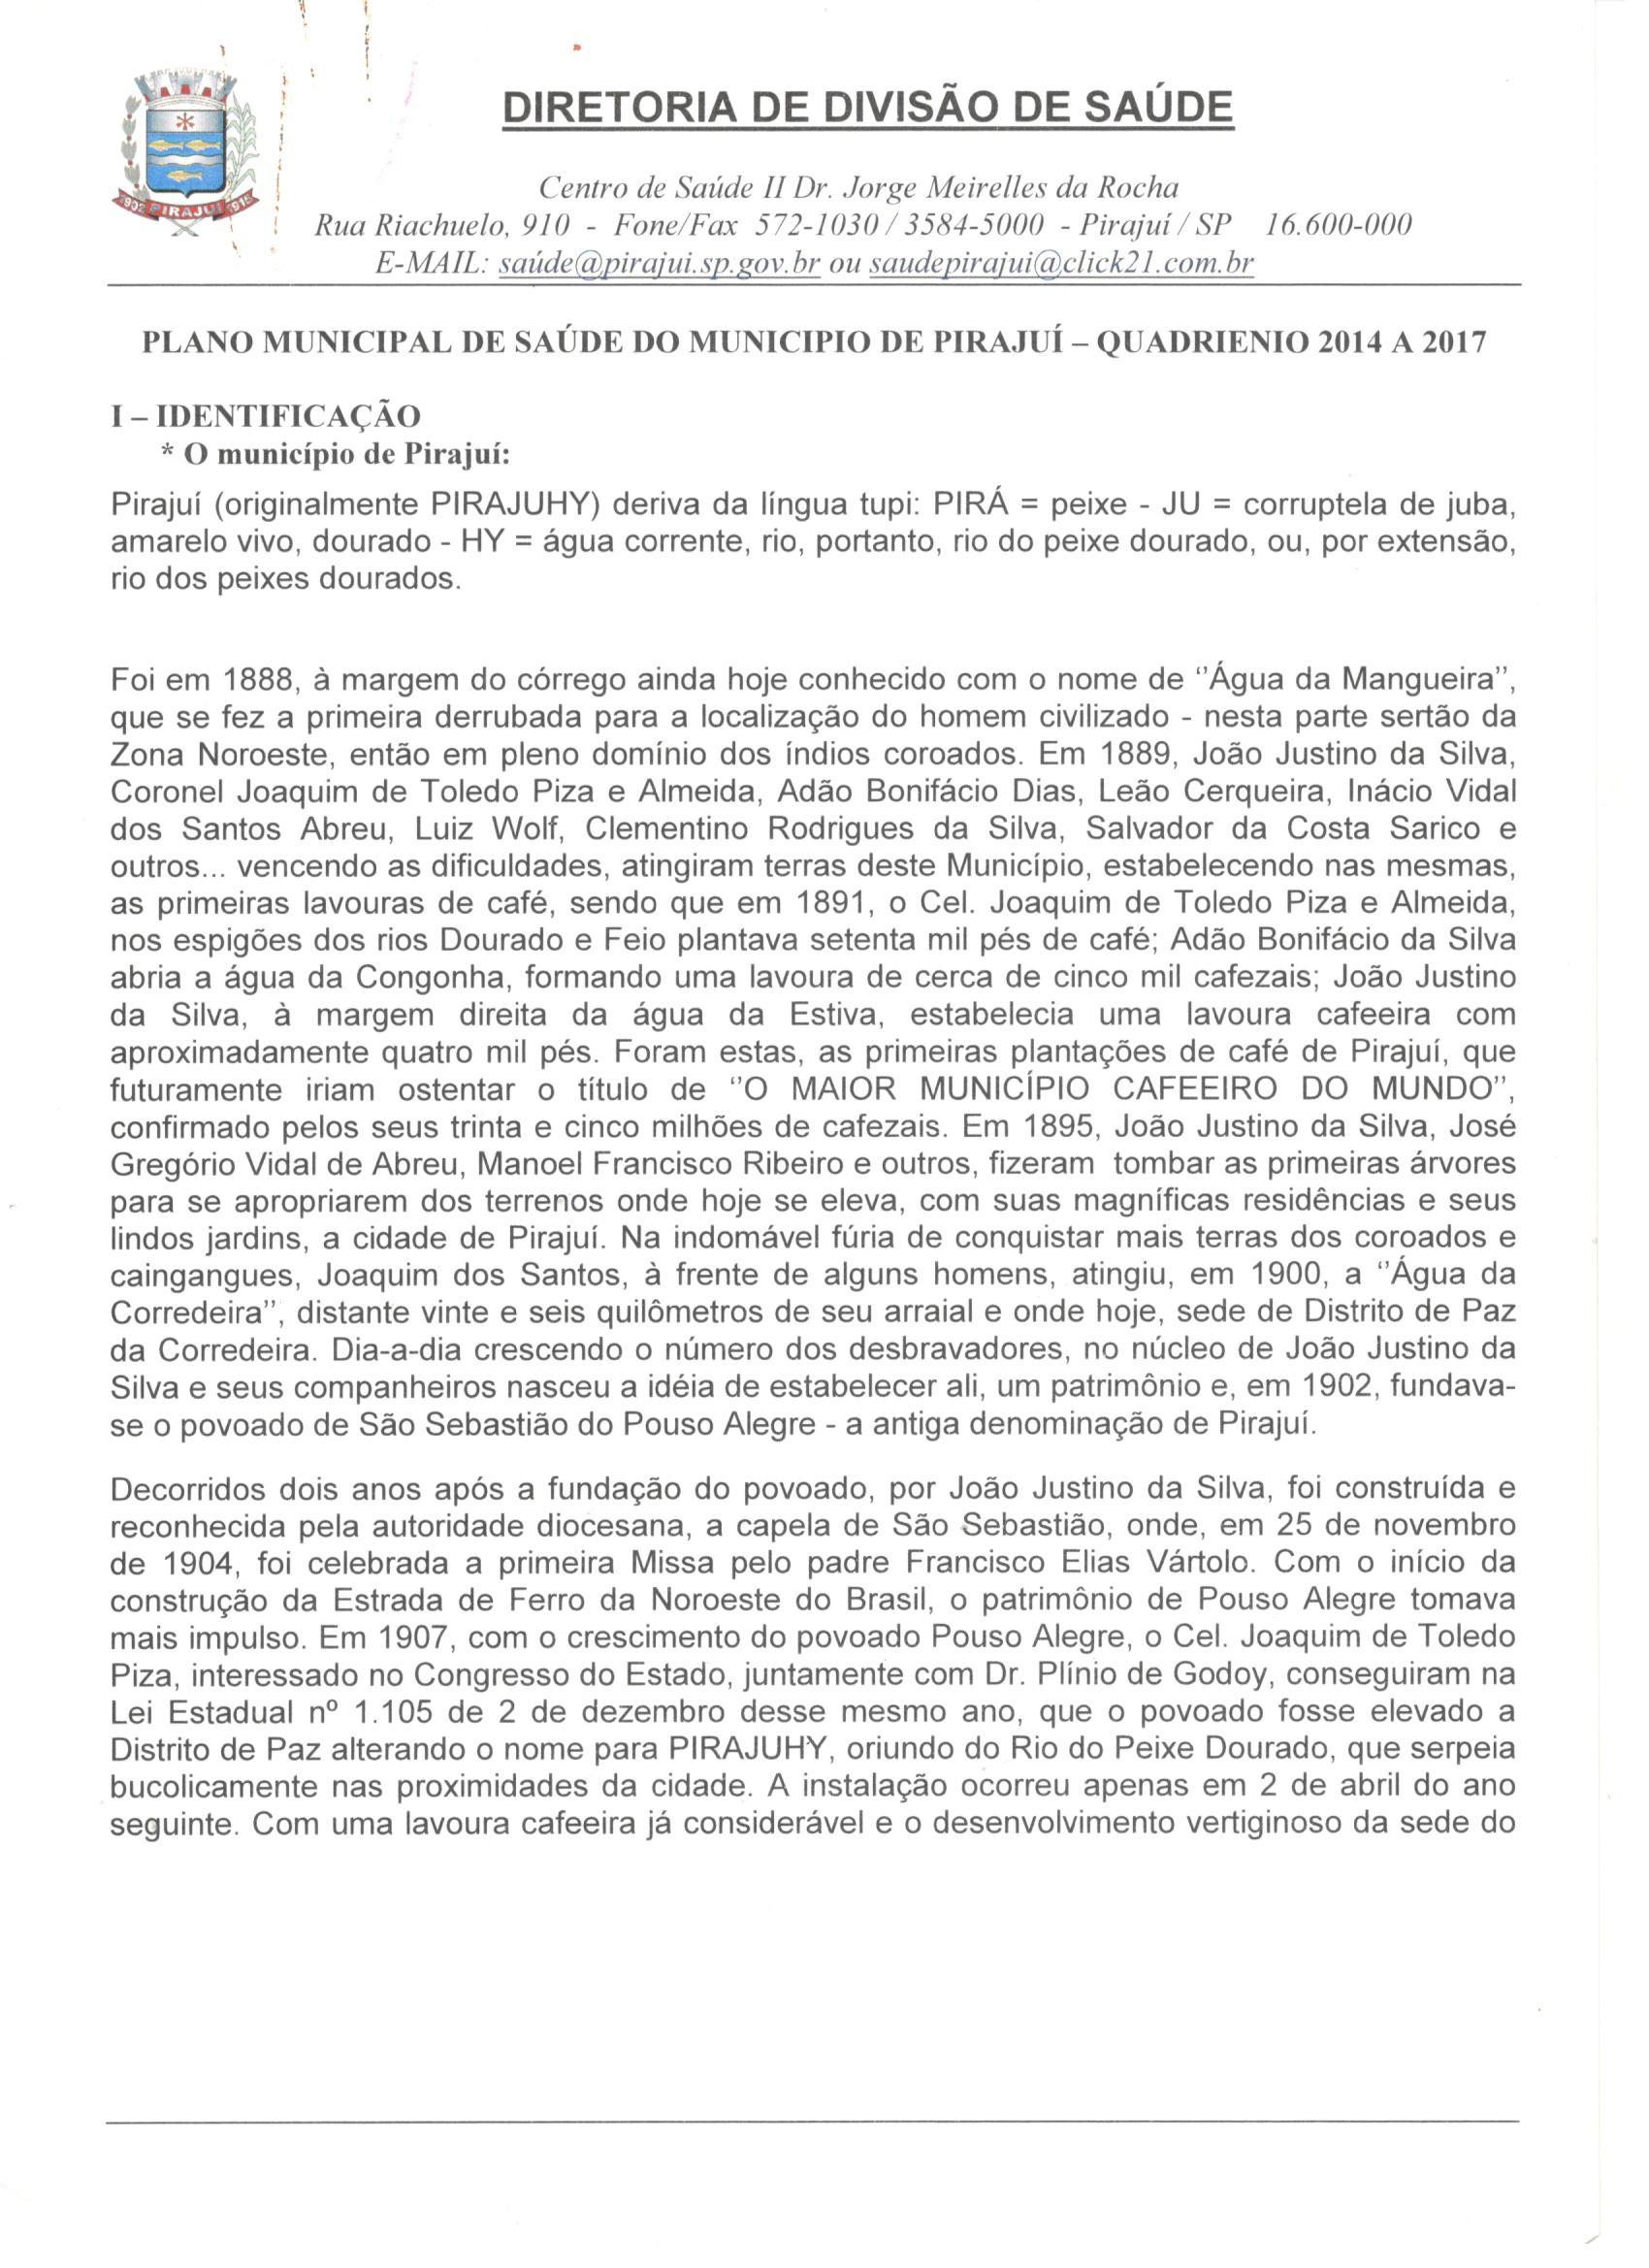 DIRETORIA DE DIVISÃO DE SAÚDE
1902 PIRAJUI 1915
Centro de Saúde II Dr. Jorge Meirelles da Rocha
Rua Riachuelo, 910 - Fone/Fax 572-1030 / 3584-5000 - Pirajuí / SP 16.600-000
E-MAIL: saúde@pirajui.sp.gov.br ou saudepirajui@click21.com.br
PLANO MUNICIPAL DE SAÚDE DO MUNICIPIO DE PIRAJUÍ – QUADRIENIO 2014 A 2017
I – IDENTIFICAÇÃO
* O município de Pirajuí:
Pirajuí (originalmente PIRAJUHY) deriva da língua tupi: PIRÁ = peixe - JU = corruptela de juba,
amarelo vivo, dourado - HY = água corrente, rio, portanto, rio do peixe dourado, ou, por extensão,
rio dos peixes dourados.
Foi em 1888, à margem do córrego ainda hoje conhecido com o nome de ‘’Água da Mangueira’’,
que se fez a primeira derrubada para a localização do homem civilizado - nesta parte sertão da
Zona Noroeste, então em pleno domínio dos índios coroados. Em 1889, João Justino da Silva,
Coronel Joaquim de Toledo Piza e Almeida, Adão Bonifácio Dias, Leão Cerqueira, Inácio Vidal
dos Santos Abreu, Luiz Wolf, Clementino Rodrigues da Silva, Salvador da Costa Sarico e
outros... vencendo as dificuldades, atingiram terras deste Município, estabelecendo nas mesmas,
as primeiras lavouras de café, sendo que em 1891, o Cel. Joaquim de Toledo Piza e Almeida,
nos espigões dos rios Dourado e Feio plantava setenta mil pés de café; Adão Bonifácio da Silva
abria a água da Congonha, formando uma lavoura de cerca de cinco mil cafezais; João Justino
da Silva, à margem direita da água da Estiva, estabelecia uma lavoura cafeeira com
aproximadamente quatro mil pés. Foram estas, as primeiras plantações de café de Pirajuí, que
futuramente iriam ostentar o título de ‘’O MAIOR MUNICÍPIO CAFEEIRO DO MUNDO’’,
confirmado pelos seus trinta e cinco milhões de cafezais. Em 1895, João Justino da Silva, José
Gregório Vidal de Abreu, Manoel Francisco Ribeiro e outros, fizeram tombar as primeiras árvores
para se apropriarem dos terrenos onde hoje se eleva, com suas magníficas residências e seus
lindos jardins, a cidade de Pirajuí. Na indomável fúria de conquistar mais terras dos coroados e
caingangues, Joaquim dos Santos, à frente de alguns homens, atingiu, em 1900, a ‘’Água da
Corredeira’’, distante vinte e seis quilômetros de seu arraial e onde hoje, sede de Distrito de Paz
da Corredeira. Dia-a-dia crescendo o número dos desbravadores, no núcleo de João Justino da
Silva e seus companheiros nasceu a idéia de estabelecer ali, um patrimônio e, em 1902, fundava-
se o povoado de São Sebastião do Pouso Alegre - a antiga denominação de Pirajuí.
Decorridos dois anos após a fundação do povoado, por João Justino da Silva, foi construída e
reconhecida pela autoridade diocesana, a capela de São Sebastião, onde, em 25 de novembro
de 1904, foi celebrada a primeira Missa pelo padre Francisco Elias Vártolo. Com o início da
construção da Estrada de Ferro da Noroeste do Brasil, o patrimônio de Pouso Alegre tomava
mais impulso. Em 1907, com o crescimento do povoado Pouso Alegre, o Cel. Joaquim de Toledo
Piza, interessado no Congresso do Estado, juntamente com Dr. Plínio de Godoy, conseguiram na
Lei Estadual nº 1.105 de 2 de dezembro desse mesmo ano, que o povoado fosse elevado a
Distrito de Paz alterando o nome para PIRAJUHY, oriundo do Rio do Peixe Dourado, que serpeia
bucolicamente nas proximidades da cidade. A instalação ocorreu apenas em 2 de abril do ano
seguinte. Com uma lavoura cafeeira já considerável e o desenvolvimento vertiginoso da sede do